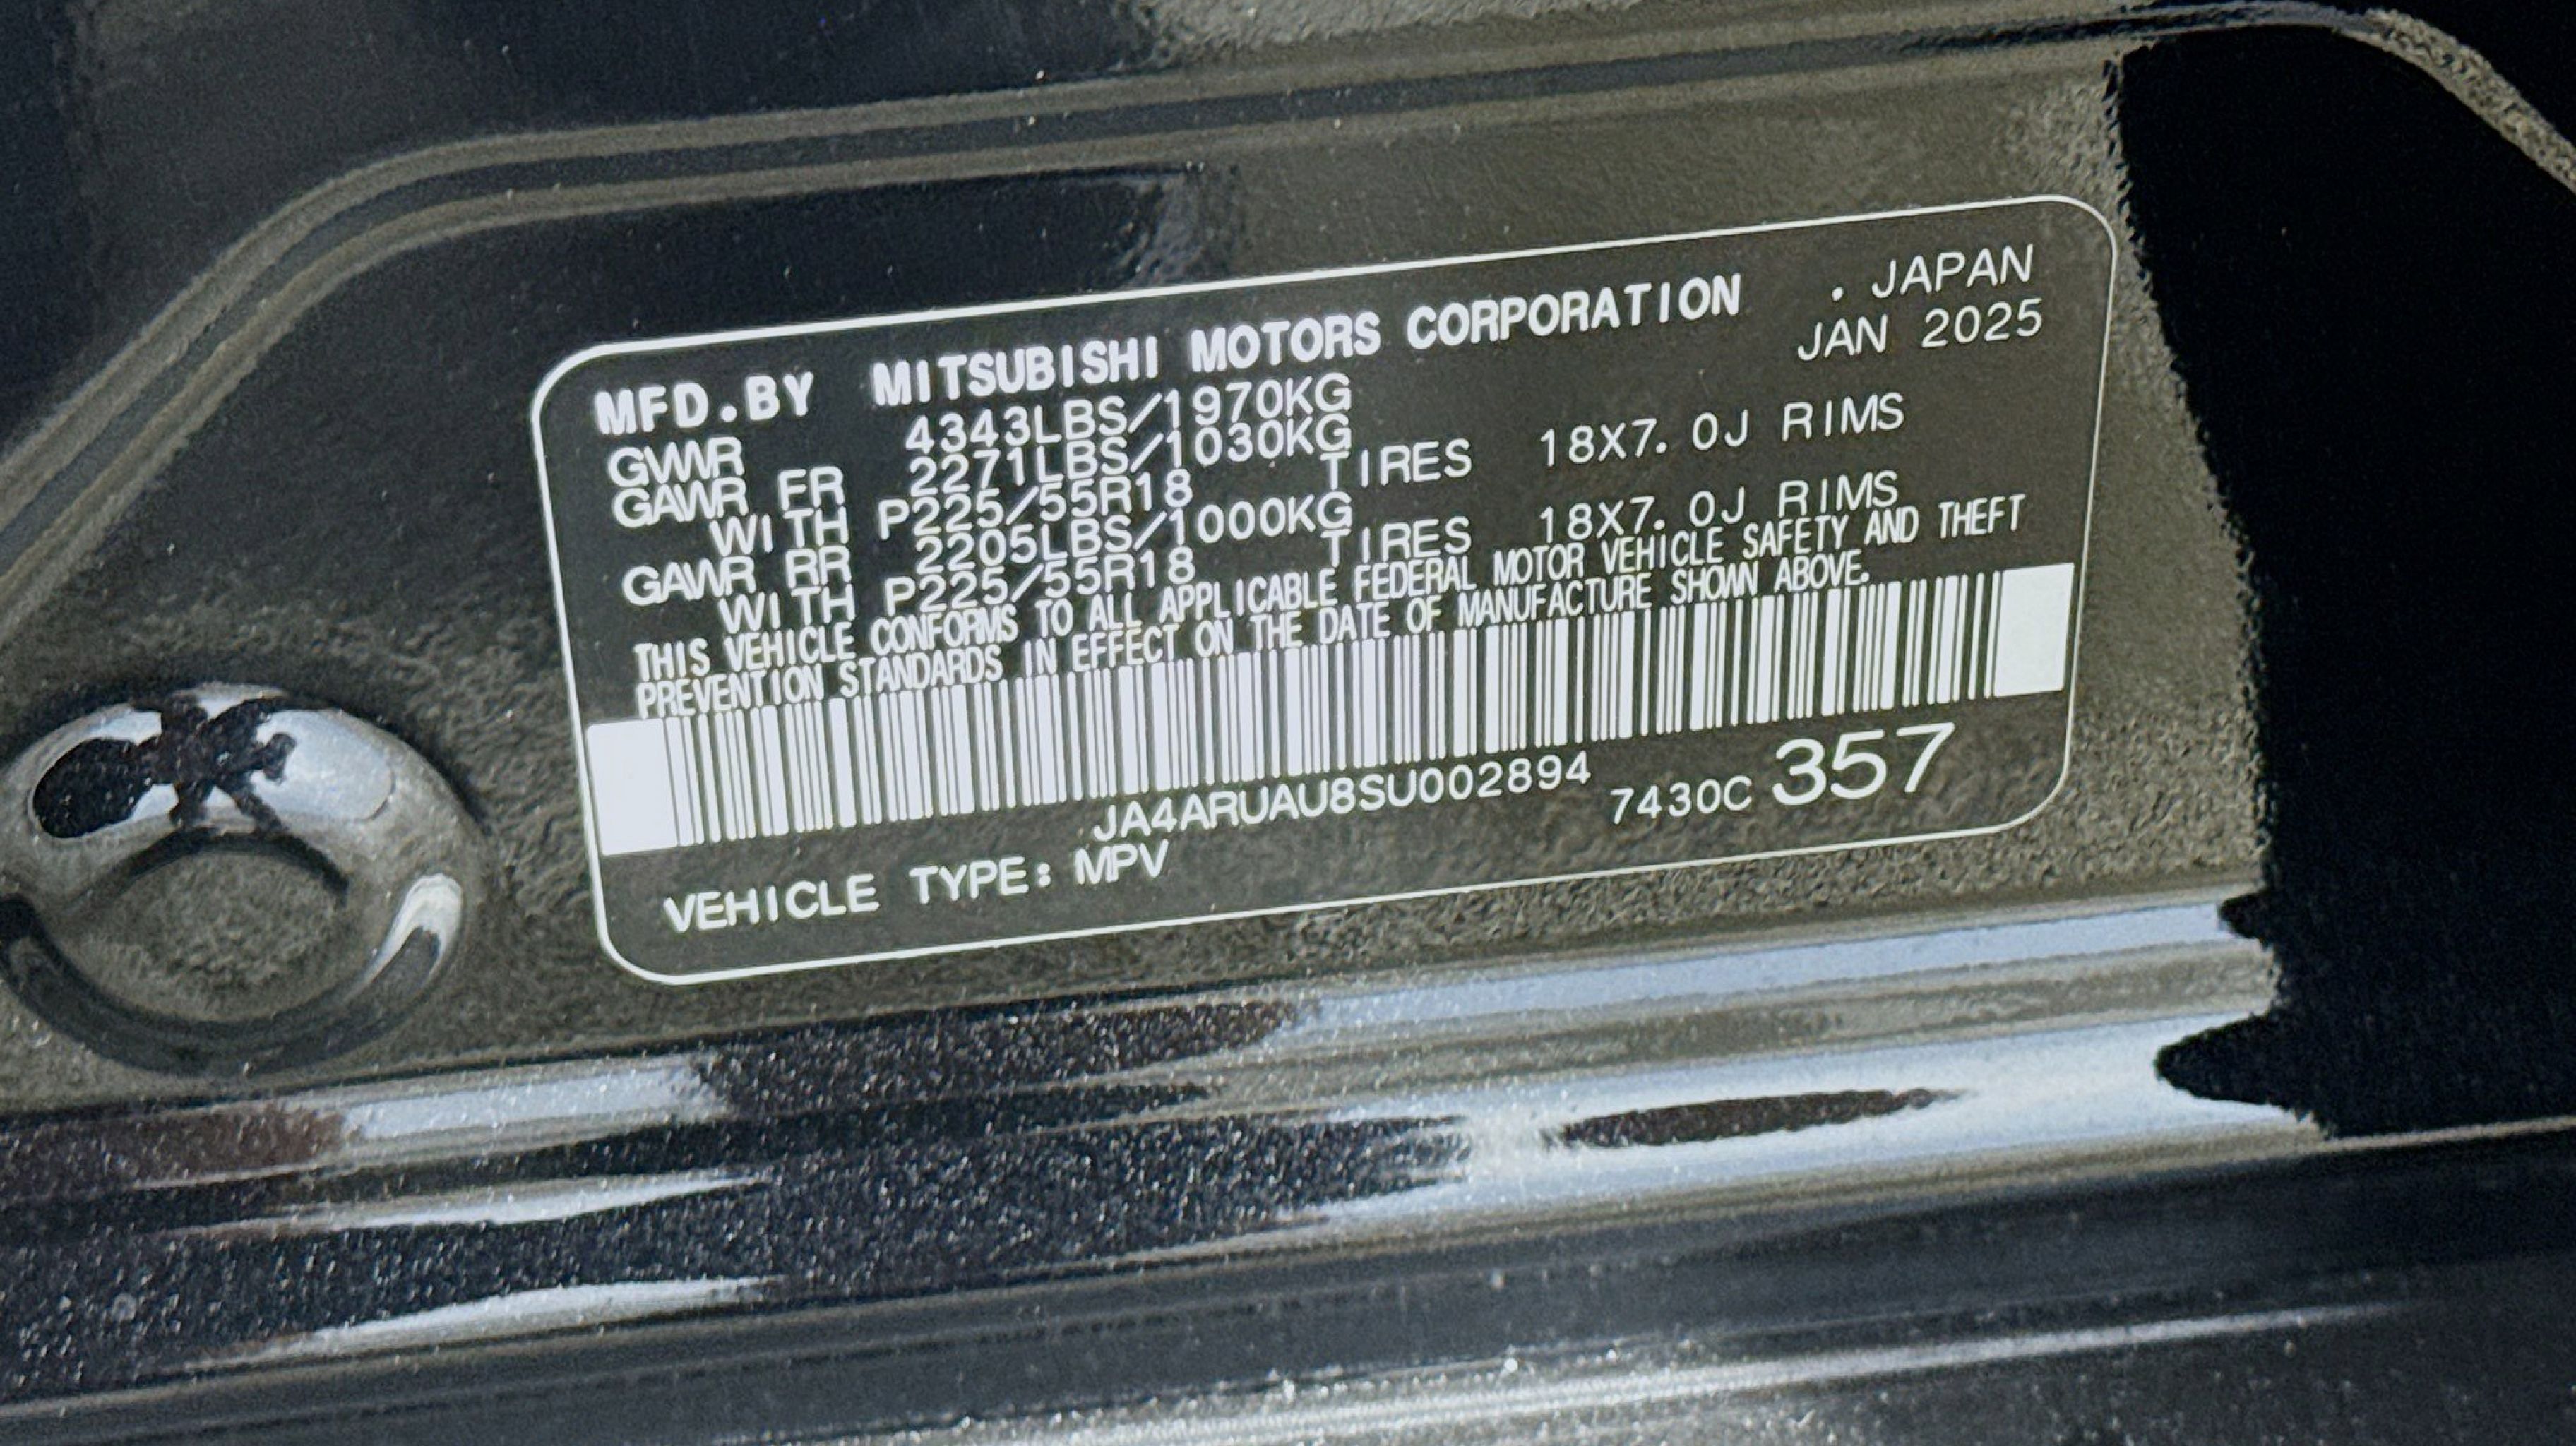 MFD.BY MITSUBISHI MOTORS CORPORATION . JAPAN
JAN 2025
GVWR 4343LBS/1970KG
GAWR FR 2271LBS/1030KG
WITH P225/55R18 TIRES 18X7.0J RIMS
GAWR RR 2205LBS/1000KG
WITH P225/55R18 TIRES 18X7.0J RIMS
THIS VEHICLE CONFORMS TO ALL APPLICABLE FEDERAL MOTOR VEHICLE SAFETY AND THEFT
PREVENTION STANDARDS IN EFFECT ON THE DATE OF MANUFACTURE SHOWN ABOVE.
JA4ARUAU8SU002894 7430C 357
VEHICLE TYPE: MPV